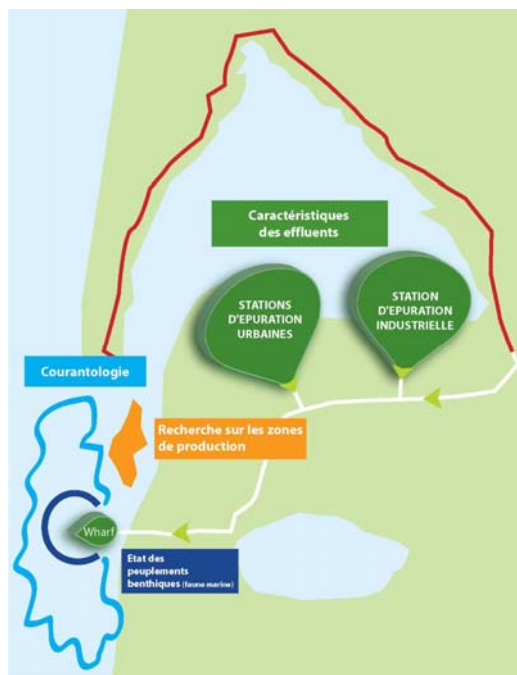 Caractéristiques
des effluents
STATIONS
D'EPURATION
URBAINES
STATION
D'EPURATION
INDUSTRIELLE
Courantologie
Recherche sur les zones
de production
Wharf
Etat des
peuplements
benthiques (faune marine)